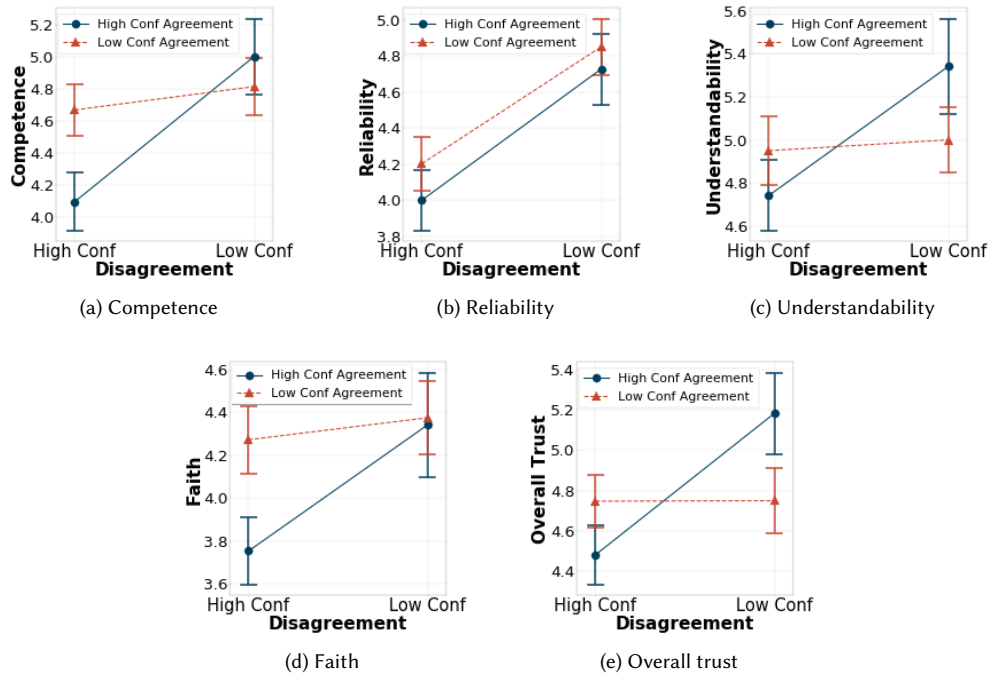 High Conf Agreement
Low Conf Agreement
5.2
5.0
4.8
4.6
4.4
4.2
4.0
Competence
High Conf Low Conf
Disagreement
(a) Competence
High Conf Agreement
Low Conf Agreement
5.0
4.8
4.6
4.4
4.2
4.0
3.8
Reliability
High Conf Low Conf
Disagreement
(b) Reliability
High Conf Agreement
Low Conf Agreement
5.6
5.4
5.2
5.0
4.8
4.6
Understandability
High Conf Low Conf
Disagreement
(c) Understandability
High Conf Agreement
Low Conf Agreement
4.6
4.4
4.2
4.0
3.8
3.6
Faith
High Conf Low Conf
Disagreement
(d) Faith
High Conf Agreement
Low Conf Agreement
5.4
5.2
5.0
4.8
4.6
4.4
Overall Trust
High Conf Low Conf
Disagreement
(e) Overall trust